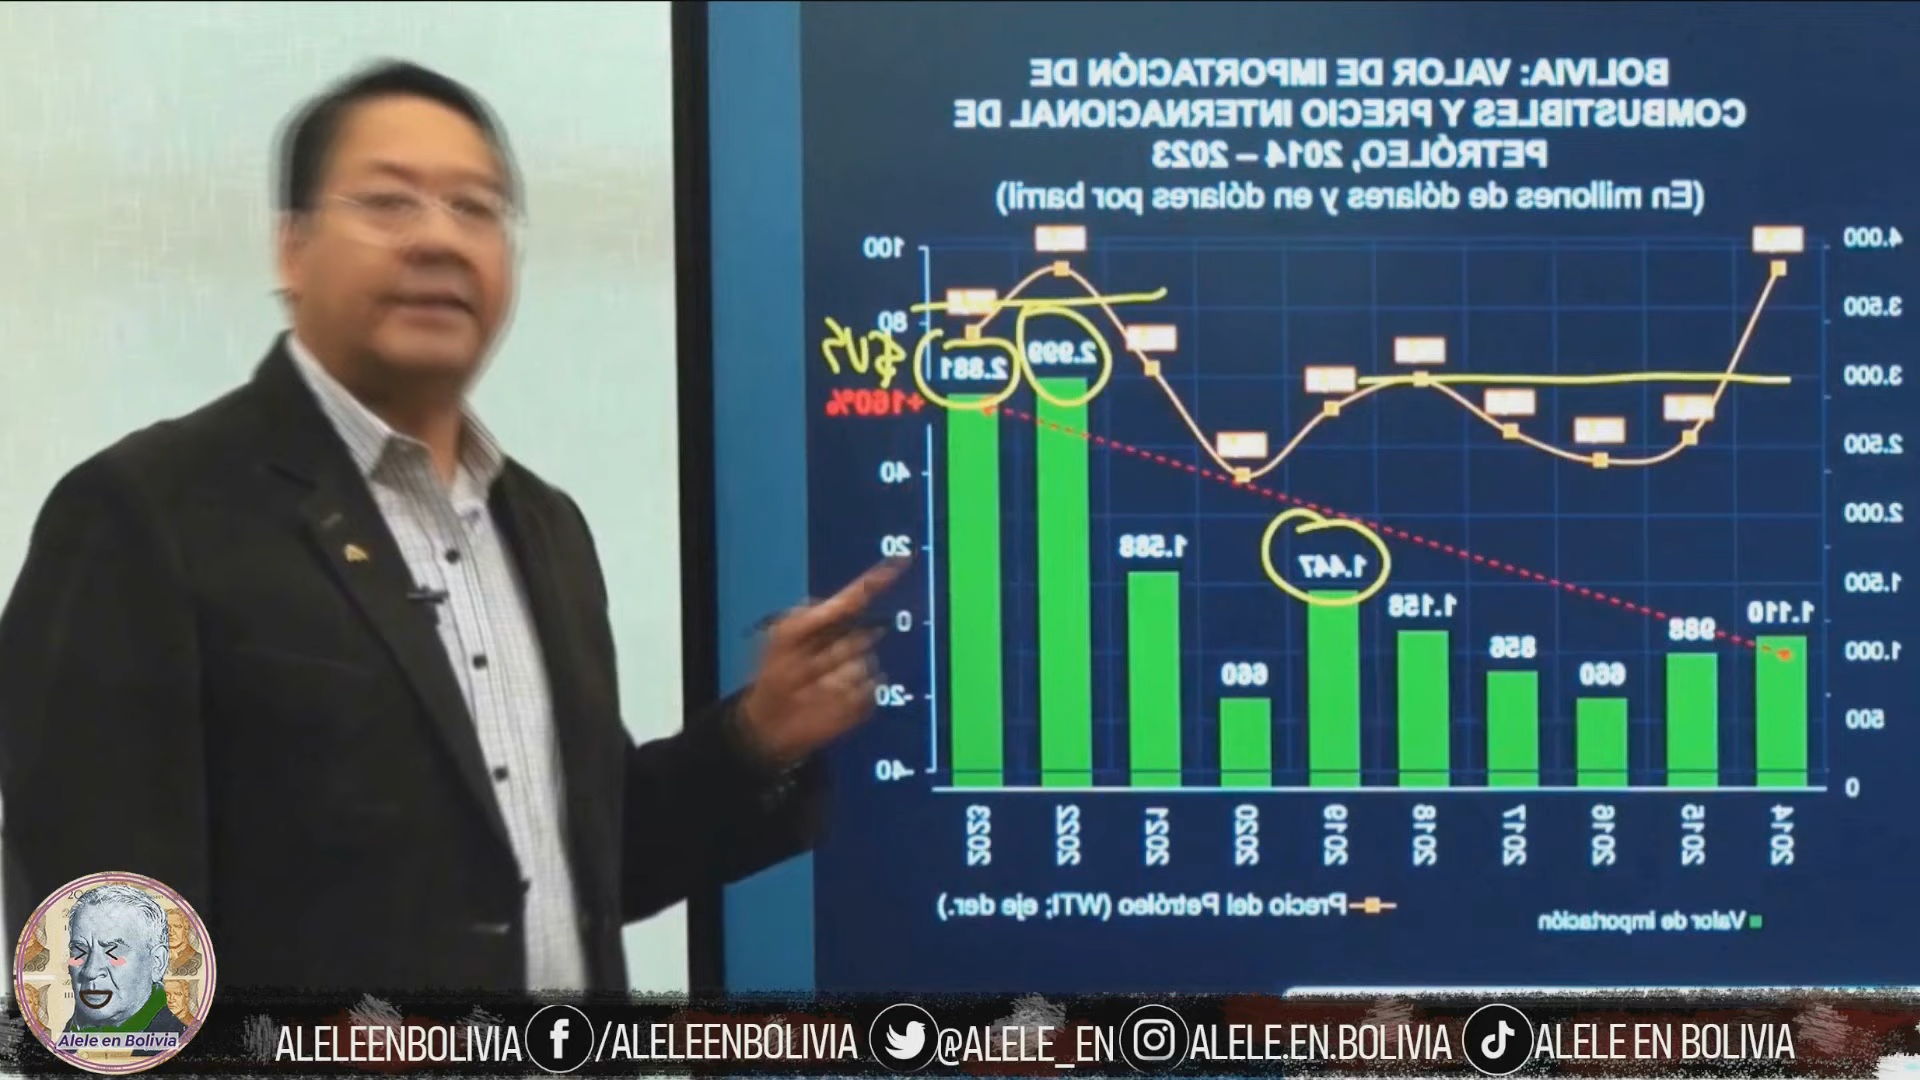 BOLIVIA: VALOR DE IMPORTACIÓN DE
COMBUSTIBLES Y PRECIO INTERNACIONAL DE
PETRÓLEO, 2014 – 2023
(En millones de dólares y en dólares por barril)
4.000
3.500
3.000
2.500
2.000
1.500
1.000
500
0
100
80
40
20
0
-20
-40
$US
+160%
1.110
988
660
856
1.158
1.447
660
1.588
2.999
2.881
2014
2015
2016
2017
2018
2019
2020
2021
2022
2023
Valor de importación
Precio del Petróleo (WTI; eje der.)
Alele en Bolivia
ALELEENBOLIVIA
/ALELEENBOLIVIA
@ALELE_EN
ALELE.EN.BOLIVIA
ALELE EN BOLIVIA